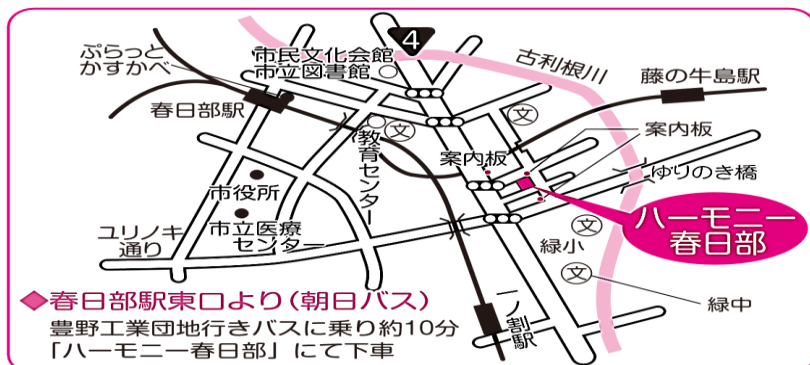 4
ぷらっと
かすかべ
市民文化会館
市立図書館
古利根川
藤の牛島駅
春日部駅
文
文
教育センター
案内板
案内板
ゆりのき橋
市役所
ハーモニー
春日部
市立医療
センター
ユリノキ
通り
緑小
文
文
緑中
一ノ割駅
◆春日部駅東口より(朝日バス)
豊野工業団地行きバスに乗り約10分
「ハーモニー春日部」にて下車